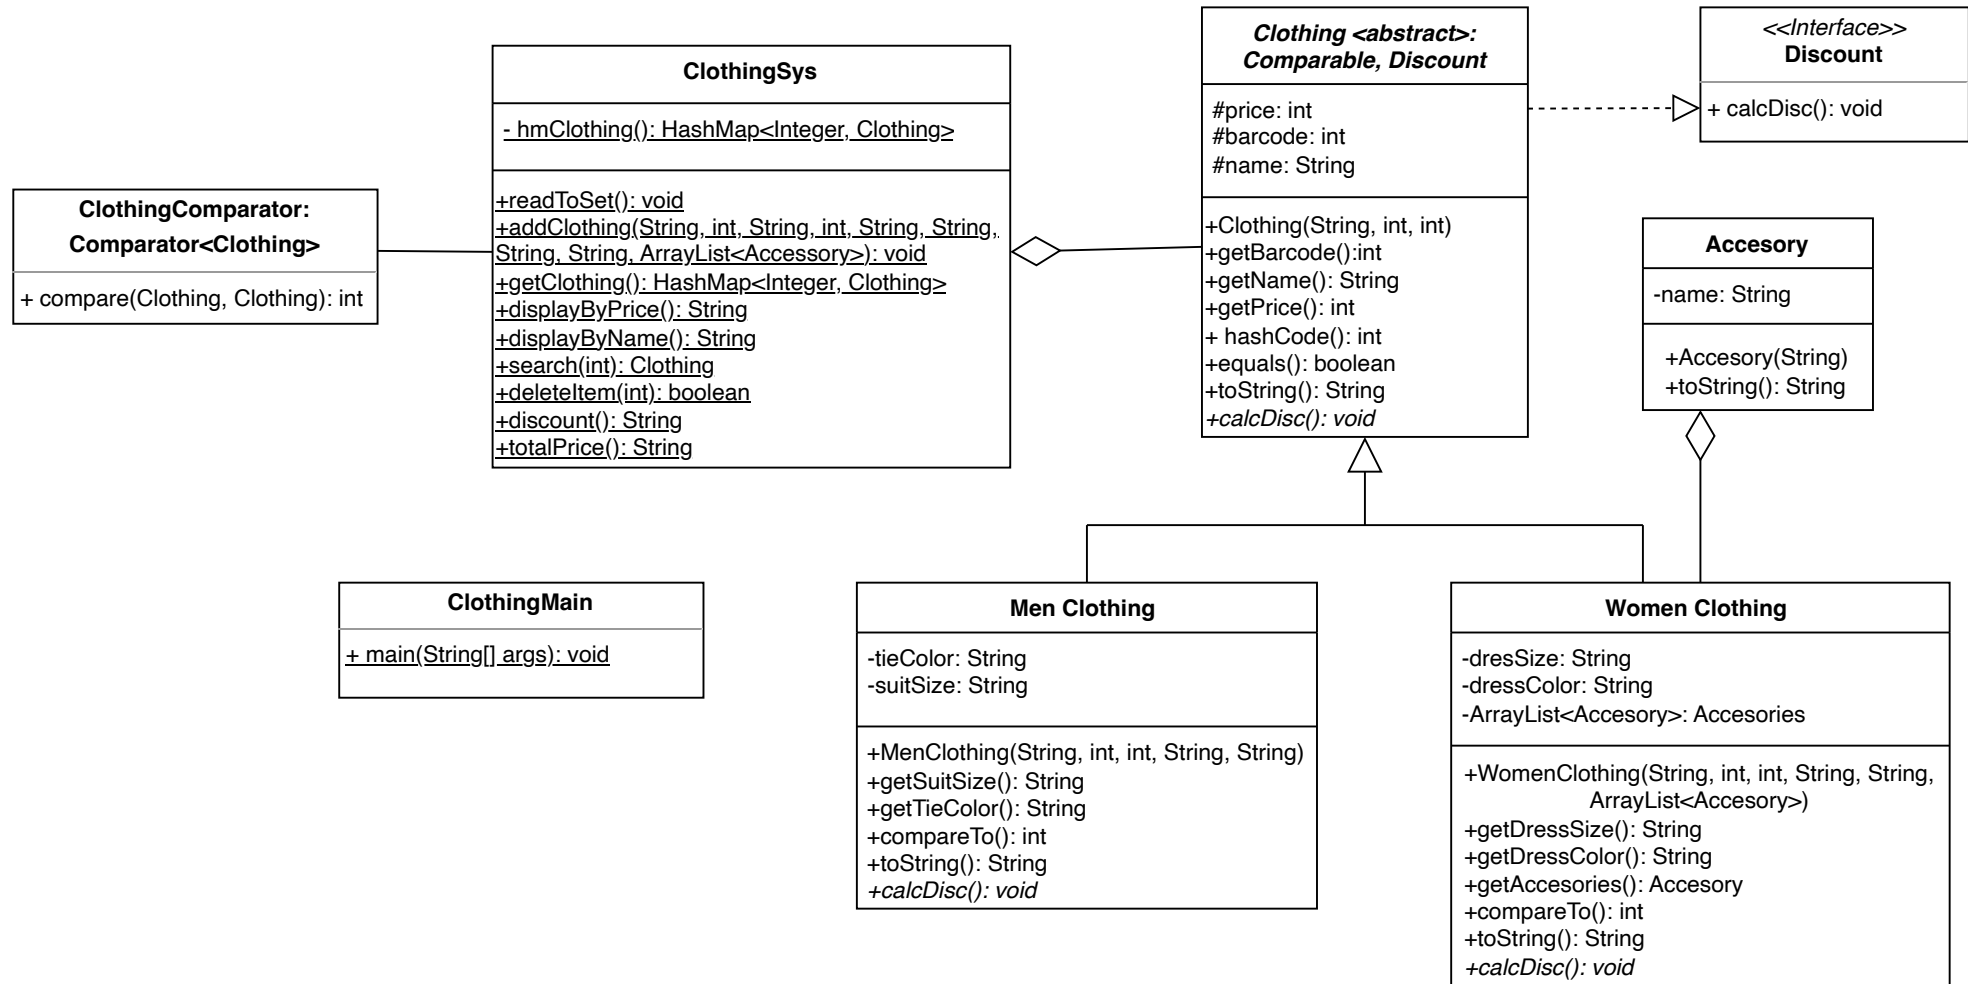 ClothingComparator:
Comparator<Clothing>
+ compare(Clothing, Clothing): int
ClothingSys
- hmClothing(): HashMap<Integer, Clothing>
+readToSet(): void
+addClothing(String, int, String, int, String, String,
String, String, ArrayList<Accessory>): void
+getClothing(): HashMap<Integer, Clothing>
+displayByPrice(): String
+displayByName(): String
+search(int): Clothing
+deleteItem(int): boolean
+discount(): String
+totalPrice(): String
Clothing <abstract>:
Comparable, Discount
#price: int
#barcode: int
#name: String
+Clothing(String, int, int)
+getBarcode():int
+getName(): String
+getPrice(): int
+ hashCode(): int
+equals(): boolean
+toString(): String
+calcDisc(): void
<<Interface>>
Discount
+ calcDisc(): void
Accesory
-name: String
+Accesory(String)
+toString(): String
ClothingMain
+ main(String[] args): void
Men Clothing
-tieColor: String
-suitSize: String
+MenClothing(String, int, int, String, String)
+getSuitSize(): String
+getTieColor(): String
+compareTo(): int
+toString(): String
+calcDisc(): void
Women Clothing
-dresSize: String
-dressColor: String
-ArrayList<Accesory>: Accesories
+WomenClothing(String, int, int, String, String,
ArrayList<Accesory>)
+getDressSize(): String
+getDressColor(): String
+getAccesories(): Accesory
+compareTo(): int
+toString(): String
+calcDisc(): void